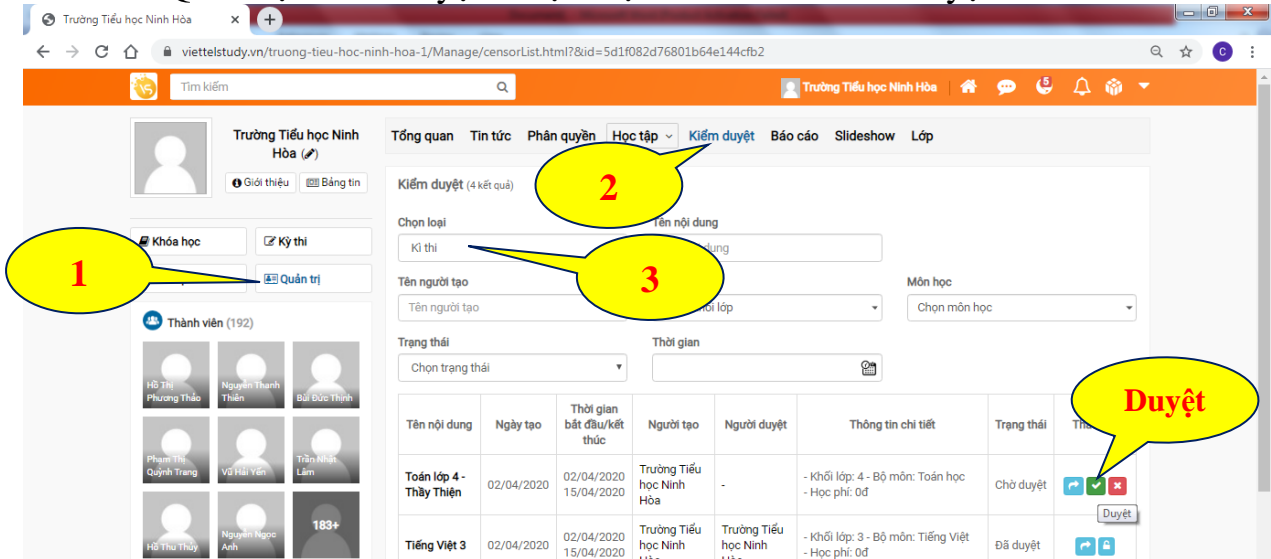 Trường Tiểu học Ninh Hòa
viettelstudy.vn/truong-tieu-hoc-ninh-hoa-1/Manage/censorList.html?&id=5d1f082d76801b64e144cfb2
C
Tìm kiếm
Trường Tiểu học Ninh Hòa
5
Trường Tiểu học Ninh
Hòa
Giới thiệu
Bảng tin
Khóa học
Kỳ thi
1
Quản trị
Thành viên (192)
Hồ Thị
Phương Thảo
Nguyễn Thanh
Thiên
Bùi Đức Thịnh
Phạm Thị
Quỳnh Trang
Vũ Hải Yến
Trần Nhật
Lâm
Hồ Thu Thủy
Nguyễn Ngọc
Anh
183+
Tổng quan Tin tức Phân quyền Học tập Kiểm duyệt Báo cáo Slideshow Lớp
Kiểm duyệt (4 kết quả)
2
Chọn loại
Tên nội dung
Kì thi
dung
3
Tên người tạo
Môn học
Tên người tạo
lớp
Chọn môn học
Trạng thái
Thời gian
Chọn trạng thái
Duyệt
Tên nội dung
Ngày tạo
Thời gian
bắt đầu/kết
thúc
Người tạo
Người duyệt
Thông tin chi tiết
Trạng thái
Toán lớp 4 -
Thầy Thiện
02/04/2020
02/04/2020
15/04/2020
Trường Tiểu
học Ninh
Hòa
-
- Khối lớp: 4 - Bộ môn: Toán học
- Học phí: 0đ
Chờ duyệt
Duyệt
Tiếng Việt 3
02/04/2020
02/04/2020
15/04/2020
Trường Tiểu
học Ninh
Trường Tiểu
học Ninh
- Khối lớp: 3 - Bộ môn: Tiếng Việt
- Học phí: 0đ
Đã duyệt